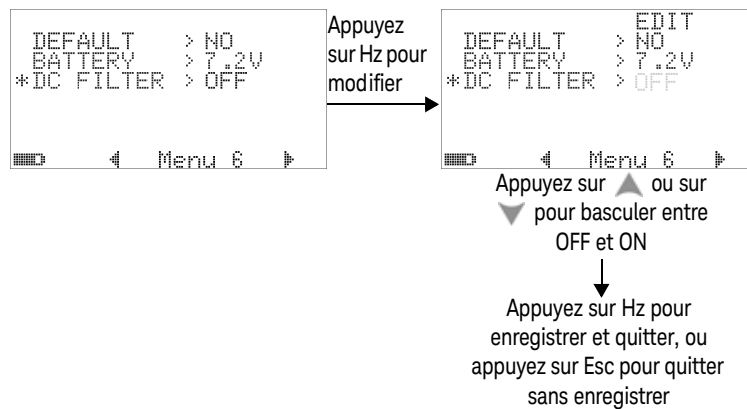 DEFAULT > NO
BATTERY > 7.2V
*DC FILTER > OFF
Menu 6
Appuyez
sur Hz pour
modifier
EDIT
DEFAULT > NO
BATTERY > 7.2V
*DC FILTER > OFF
Menu 6
Appuyez sur ou sur
pour basculer entre
OFF et ON
Appuyez sur Hz pour
enregistrer et quitter, ou
appuyez sur Esc pour quitter
sans enregistrer